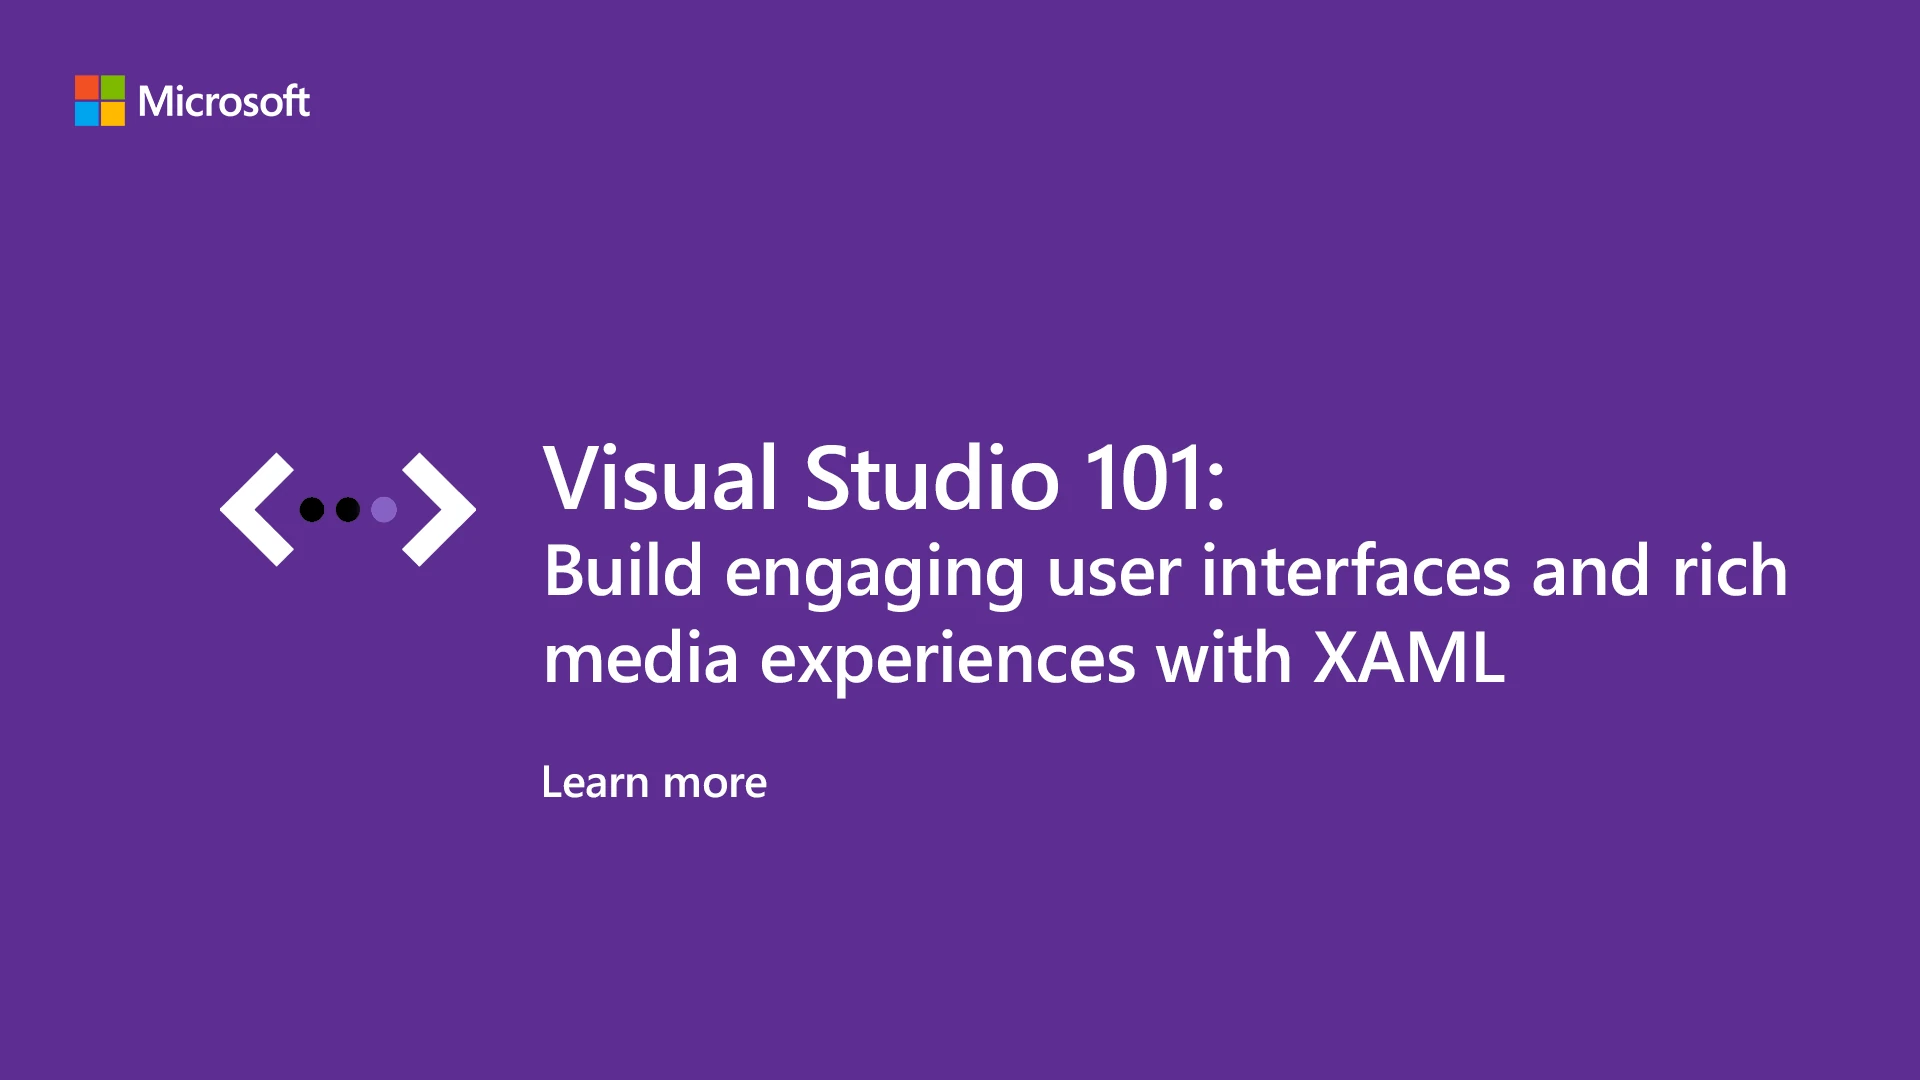 Microsoft
Visual Studio 101:
Build engaging user interfaces and rich
media experiences with XAML
Learn more